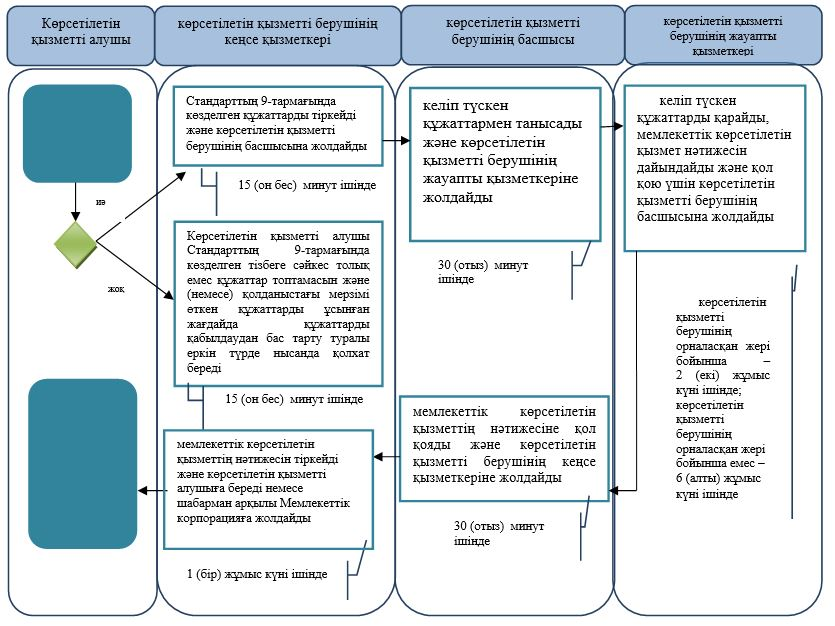 Көрсетілетін
қызметті алушы
көрсетілетін қызметті берушінің
кеңсе қызметкері
көрсетілетін қызметті
берушінің басшысы
көрсетілетін қызметті
берушінің жауапты
қызметкері
Стандарттың 9-тармағында
көзделген құжаттарды тіркейді
және көрсетілетін қызметті
берушінің басшысына жолдайды
15 (он бес) минут ішінде
иә
жоқ
Көрсетілетін қызметті алушы
Стандарттың 9-тармағында
көзделген тізбеге сәйкес толық
емес құжаттар топтамасын және
(немесе) қолданыстағы мерзімі
өткен құжаттарды ұсынған
жағдайда құжаттарды
қабылдаудан бас тарту туралы
еркін түрде нысанда қолхат
береді
15 (он бес) минут ішінде
келіп түскен
құжаттармен танысады
және көрсетілетін
қызметті берушінің
жауапты қызметкеріне
жолдайды
30 (отыз) минут
ішінде
келіп түскен
құжаттарды қарайды,
мемлекеттік көрсетілетін
қызмет нәтижесін
дайындайды және қол
қою үшін көрсетілетін
қызметті берушінің
басшысына жолдайды
көрсетілетін
қызметті
берушінің
орналасқан жері
бойынша –
2 (екі) жұмыс
күні ішінде;
көрсетілетін
қызметті
берушінің
орналасқан жері
бойынша емес –
6 (алты) жұмыс
күні ішінде
мемлекеттік көрсетілетін
қызметтің нәтижесіне қол
қояды және көрсетілетін
қызметті берушінің кеңсе
қызметкеріне жолдайды
30 (отыз) минут
ішінде
мемлекеттік көрсетілетін
қызметтің нәтижесін тіркейді
және көрсетілетін қызметті
алушыға береді немесе
шабарман арқылы Мемлекеттік
корпорацияға жолдайды
1 (бір) жұмыс күні ішінде